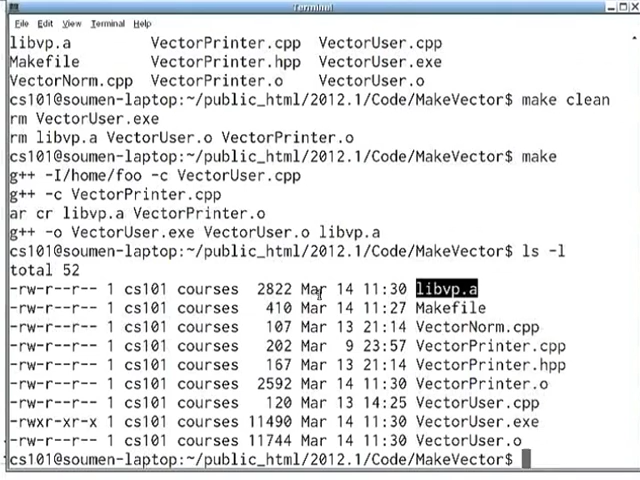 Terminal
File Edit View Terminal Help
libvp.a VectorPrinter.cpp VectorUser.cpp
Makefile VectorPrinter.hpp VectorUser.exe
VectorNorm.cpp VectorPrinter.o VectorUser.o
cs101@soumen-laptop:~/public_html/2012.1/Code/MakeVector$ make clean
rm VectorUser.exe
rm libvp.a VectorUser.o VectorPrinter.o
cs101@soumen-laptop:~/public_html/2012.1/Code/MakeVector$ make
g++ -I/home/foo -c VectorUser.cpp
g++ -c VectorPrinter.cpp
ar cr libvp.a VectorPrinter.o
g++ -o VectorUser.exe VectorUser.o libvp.a
cs101@soumen-laptop:~/public_html/2012.1/Code/MakeVector$ ls -l
total 52
-rw-r--r-- 1 cs101 courses 2822 Mar 14 11:30 libvp.a
-rw-r--r-- 1 cs101 courses 410 Mar 14 11:27 Makefile
-rw-r--r-- 1 cs101 courses 107 Mar 13 21:14 VectorNorm.cpp
-rw-r--r-- 1 cs101 courses 202 Mar 9 23:57 VectorPrinter.cpp
-rw-r--r-- 1 cs101 courses 167 Mar 13 21:14 VectorPrinter.hpp
-rw-r--r-- 1 cs101 courses 2592 Mar 14 11:30 VectorPrinter.o
-rw-r--r-- 1 cs101 courses 120 Mar 13 14:25 VectorUser.cpp
-rwxr-xr-x 1 cs101 courses 11490 Mar 14 11:30 VectorUser.exe
-rw-r--r-- 1 cs101 courses 11744 Mar 14 11:30 VectorUser.o
cs101@soumen-laptop:~/public_html/2012.1/Code/MakeVector$